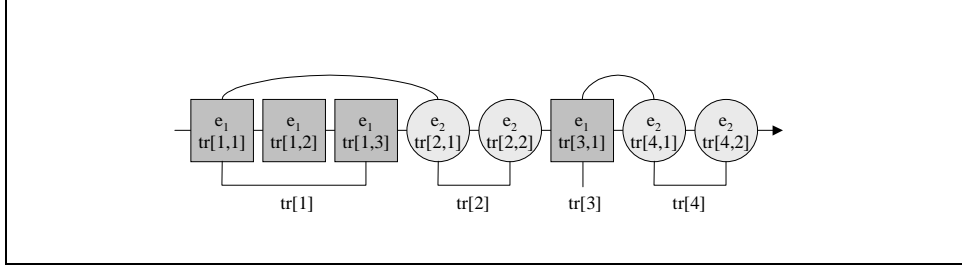 e₁ e₁ e₁ e₂ e₂ e₁ e₂ e₂
tr[1,1] tr[1,2] tr[1,3] tr[2,1] tr[2,2] tr[3,1] tr[4,1] tr[4,2]
tr[1] tr[2] tr[3] tr[4]